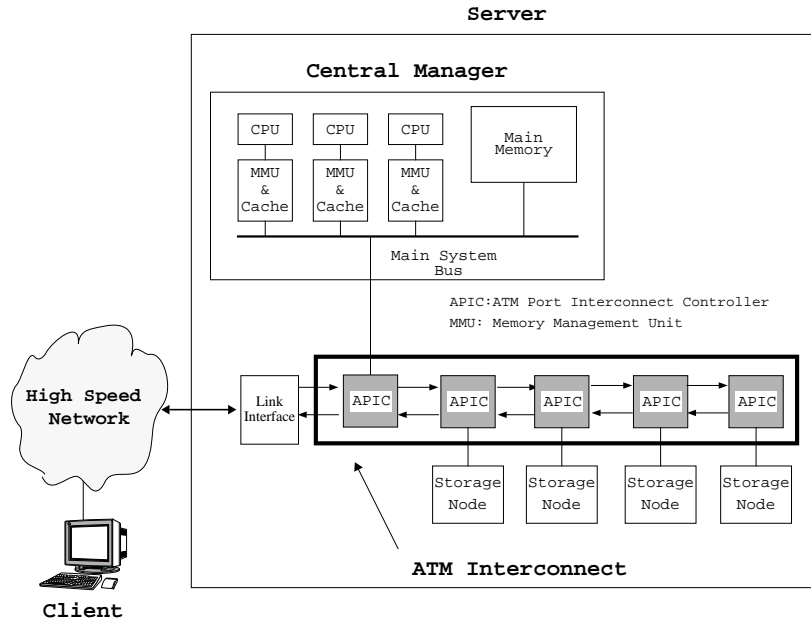 Server
Central Manager
CPU
CPU
CPU
Main
Memory
MMU
&
Cache
MMU
&
Cache
MMU
&
Cache
Main System
Bus
APIC:ATM Port Interconnect Controller
MMU: Memory Management Unit
High Speed
Network
Link
Interface
APIC
APIC
APIC
APIC
APIC
Storage
Node
Storage
Node
Storage
Node
Storage
Node
ATM Interconnect
Client